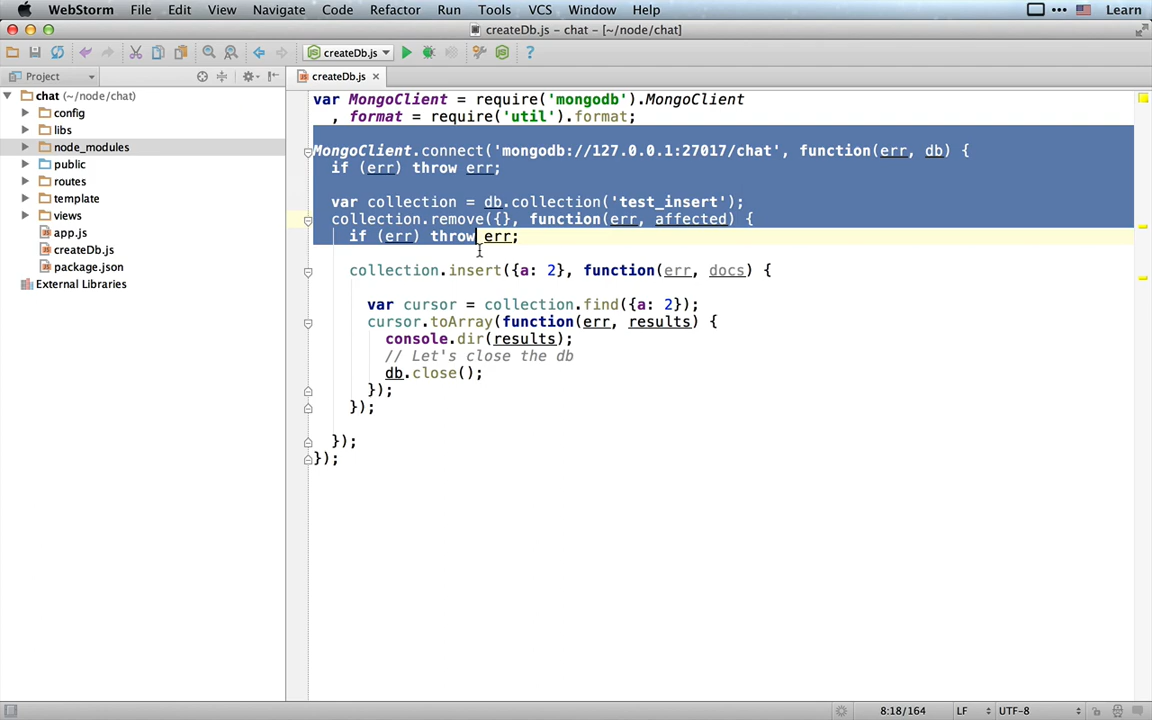 WebStorm File Edit View Navigate Code Refactor Run Tools VCS Window Help Learn
createDb.js – chat – [~/node/chat]
createDb.js
Project
createDb.js
chat (~/node/chat)
config
libs
node_modules
public
routes
template
views
app.js
createDb.js
package.json
External Libraries
var MongoClient = require('mongodb').MongoClient
, format = require('util').format;
MongoClient.connect('mongodb://127.0.0.1:27017/chat', function(err, db) {
if (err) throw err;
var collection = db.collection('test_insert');
collection.remove({}, function(err, affected) {
if (err) throw err;
collection.insert({a: 2}, function(err, docs) {
var cursor = collection.find({a: 2});
cursor.toArray(function(err, results) {
console.dir(results);
// Let's close the db
db.close();
});
});
});
});
8:18/164 LF UTF-8